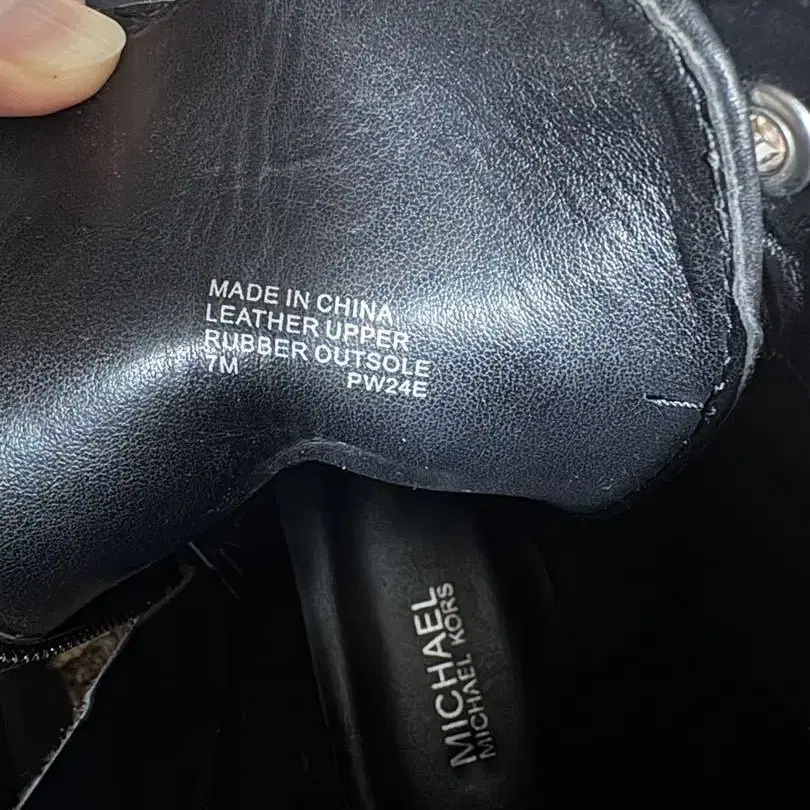 MADE IN CHINA
LEATHER UPPER
RUBBER OUTSOLE
7M PW24E
MICHAEL
MICHAEL KORS